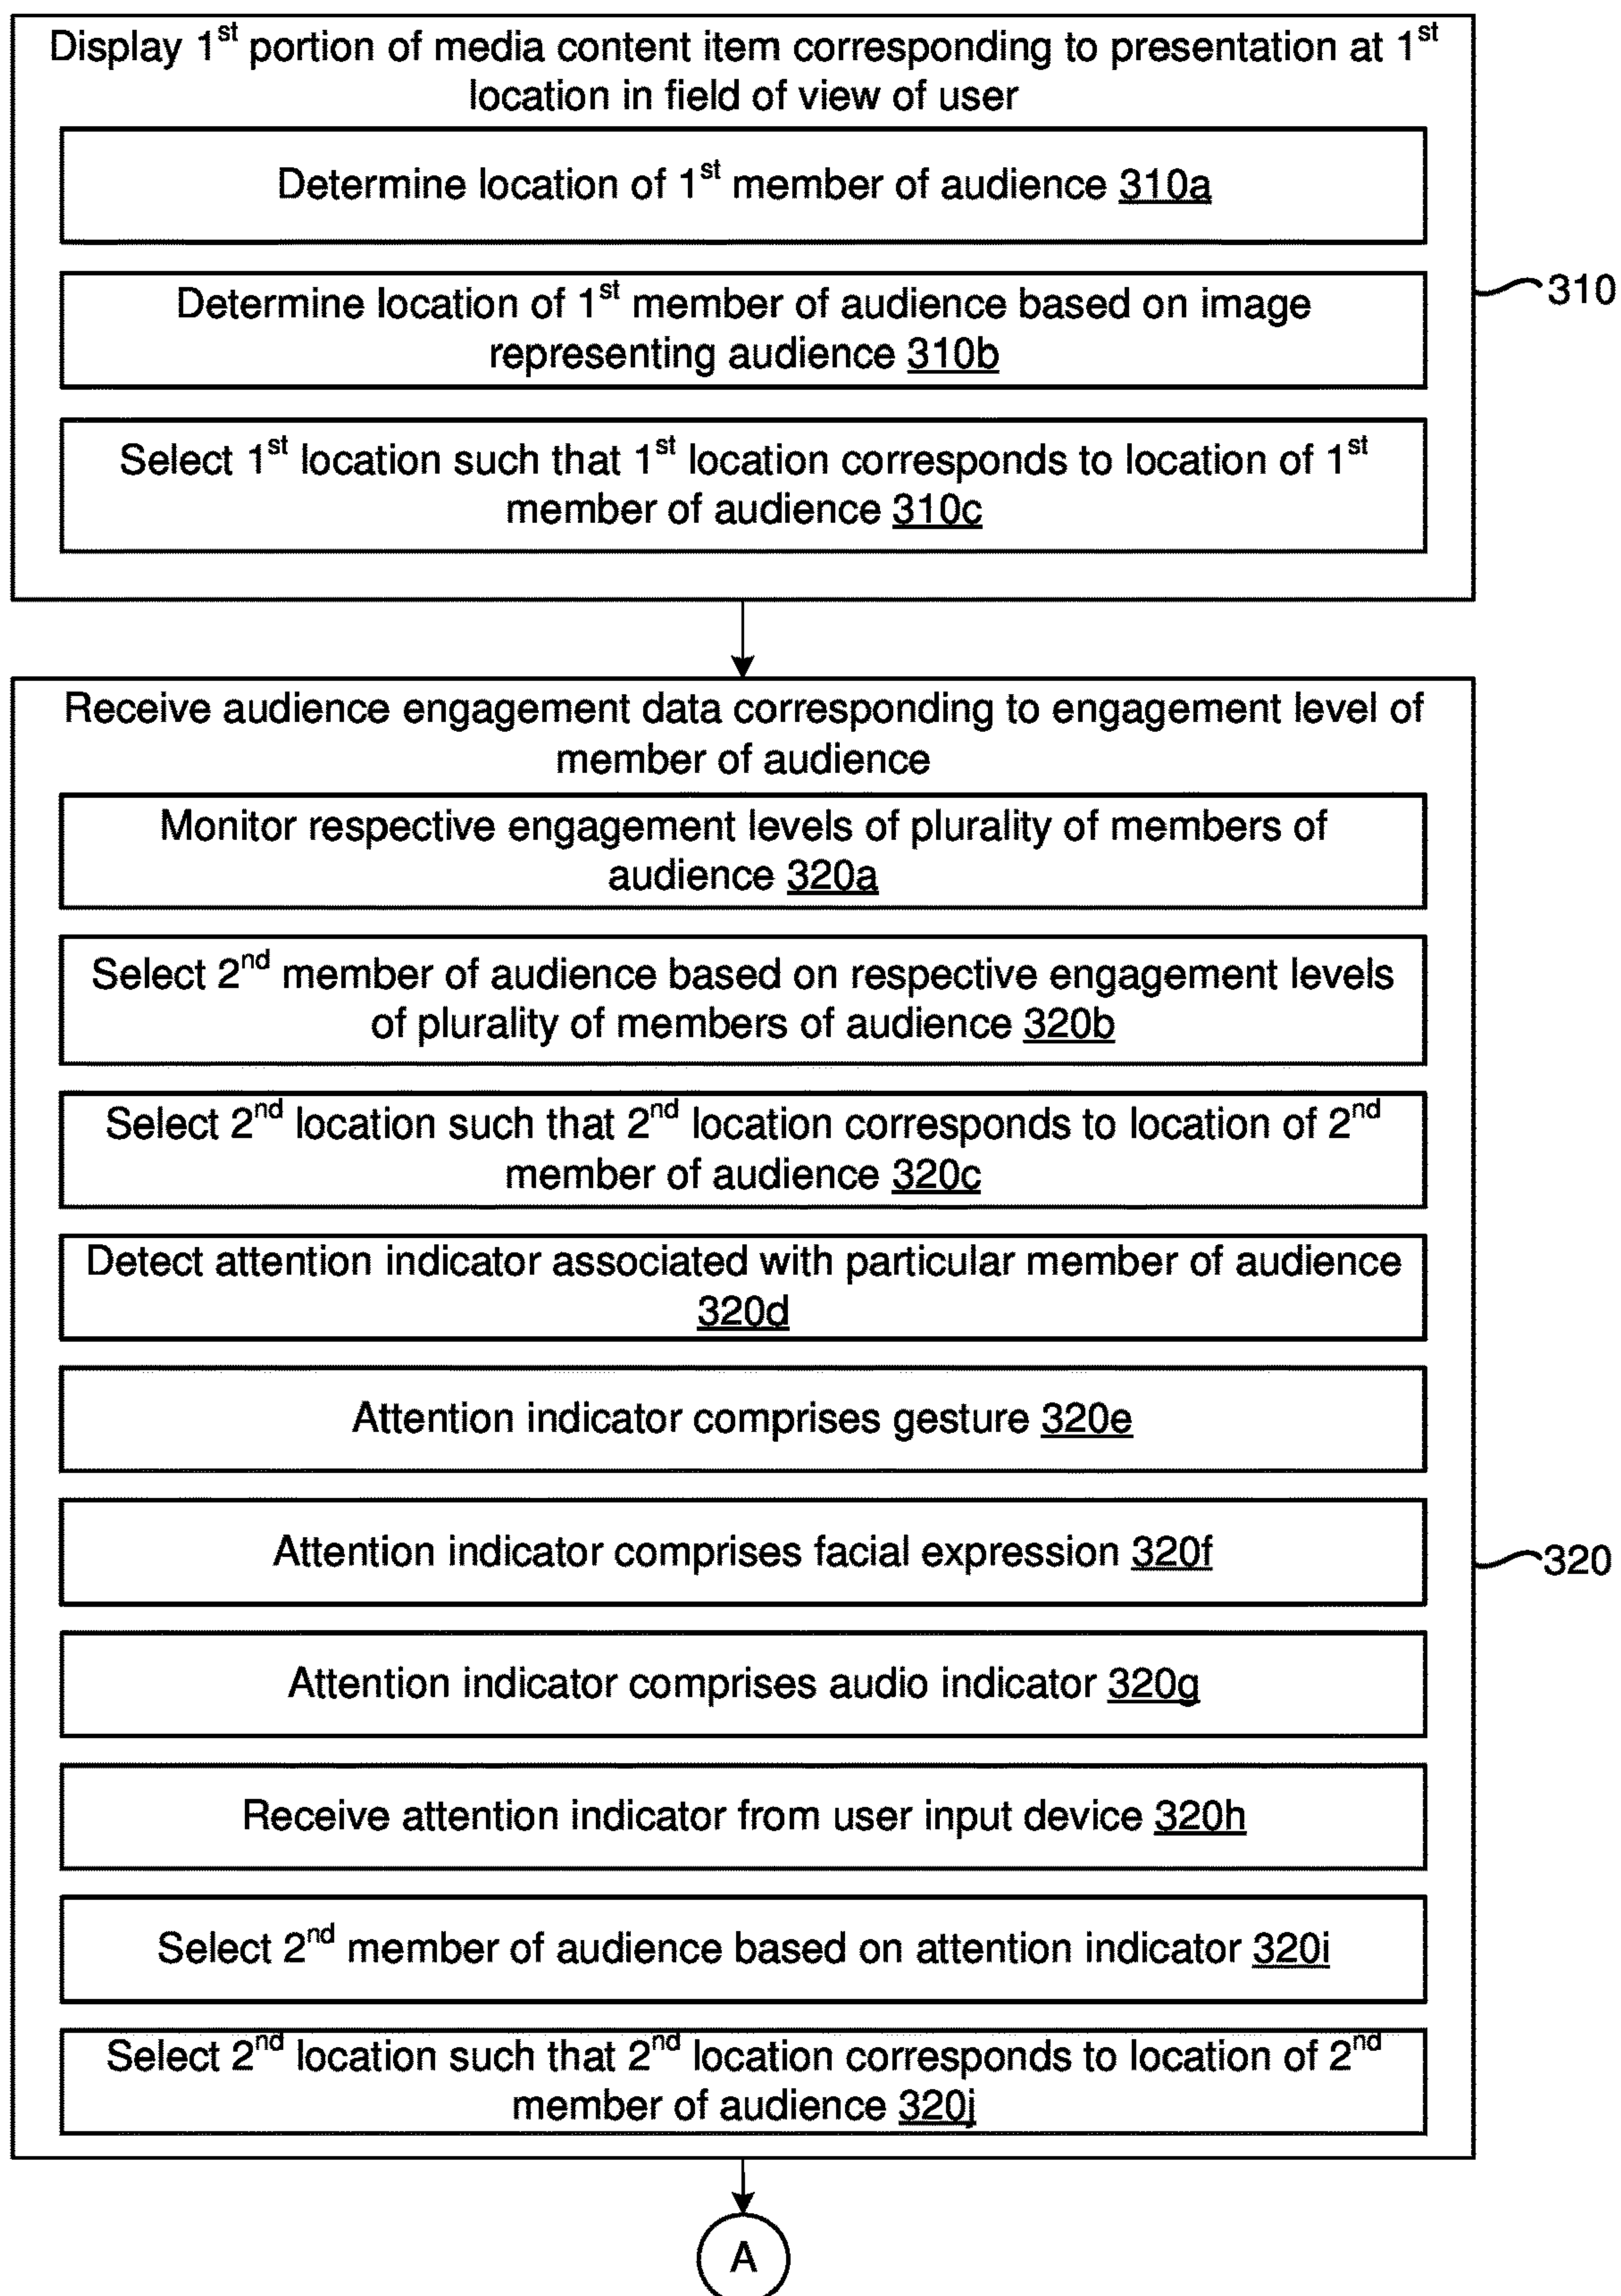 Display 1st portion of media content item corresponding to presentation at 1st
location in field of view of user
Determine location of 1st member of audience 310a
Determine location of 1st member of audience based on image
representing audience 310b
310
Select 1st location such that 1st location corresponds to location of 1st
member of audience 310c
Receive audience engagement data corresponding to engagement level of
member of audience
Monitor respective engagement levels of plurality of members of
audience 320a
Select 2nd member of audience based on respective engagement levels
of plurality of members of audience 320b
Select 2nd location such that 2nd location corresponds to location of 2nd
member of audience 320c
Detect attention indicator associated with particular member of audience
320d
Attention indicator comprises gesture 320e
Attention indicator comprises facial expression 320f
320
Attention indicator comprises audio indicator 320g
Receive attention indicator from user input device 320h
Select 2nd member of audience based on attention indicator 320i
Select 2nd location such that 2nd location corresponds to location of 2nd
member of audience 320j
A